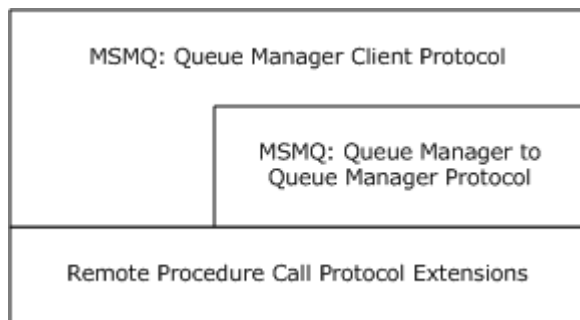 MSMQ: Queue Manager Client Protocol
MSMQ: Queue Manager to
Queue Manager Protocol
Remote Procedure Call Protocol Extensions